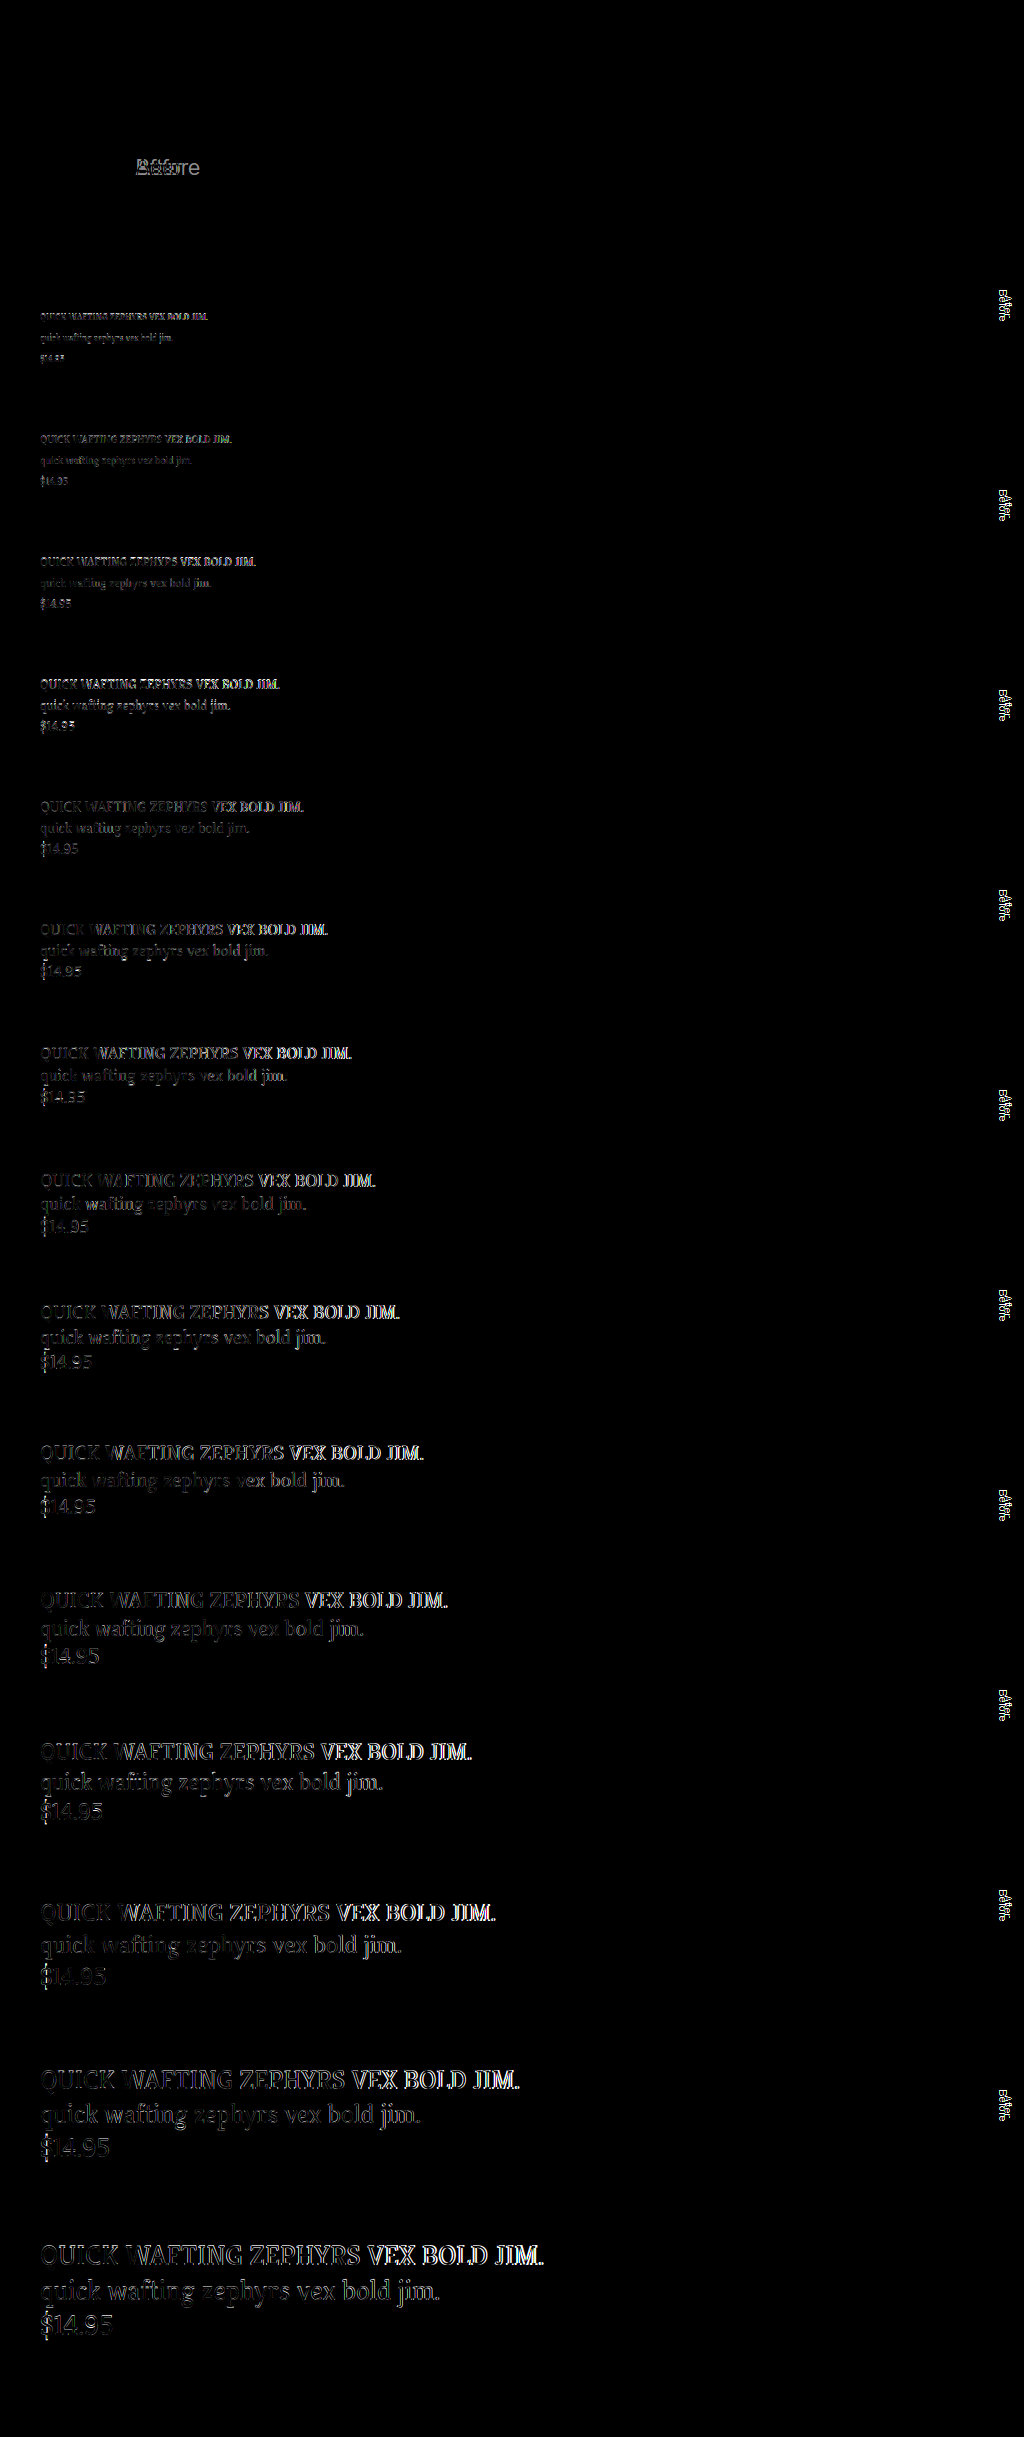 QUICK WAFTING ZEPHYRS VEX BOLD JIM.
quick wafting zephyrs vex bold jim.
$14.95
QUICK WAFTING ZEPHYRS VEX BOLD JIM.
quick wafting zephyrs vex bold jim.
$14.95
QUICK WAFTING ZEPHYRS VEX BOLD JIM.
quick wafting zephyrs vex bold jim.
$14.95
QUICK WAFTING ZEPHYRS VEX BOLD JIM.
quick wafting zephyrs vex bold jim.
$14.95
QUICK WAFTING ZEPHYRS VEX BOLD JIM.
quick wafting zephyrs vex bold jim.
$14.95
QUICK WAFTING ZEPHYRS VEX BOLD JIM.
quick wafting zephyrs vex bold jim.
$14.95
QUICK WAFTING ZEPHYRS VEX BOLD JIM.
quick wafting zephyrs vex bold jim.
$14.95
QUICK WAFTING ZEPHYRS VEX BOLD JIM.
quick wafting zephyrs vex bold jim.
$14.95
QUICK WAFTING ZEPHYRS VEX BOLD JIM.
quick wafting zephyrs vex bold jim.
$14.95
QUICK WAFTING ZEPHYRS VEX BOLD JIM.
quick wafting zephyrs vex bold jim.
$14.95
QUICK WAFTING ZEPHYRS VEX BOLD JIM.
quick wafting zephyrs vex bold jim.
$14.95
QUICK WAFTING ZEPHYRS VEX BOLD JIM.
quick wafting zephyrs vex bold jim.
$14.95
QUICK WAFTING ZEPHYRS VEX BOLD JIM.
quick wafting zephyrs vex bold jim.
$14.95
QUICK WAFTING ZEPHYRS VEX BOLD JIM.
quick wafting zephyrs vex bold jim.
$14.95
QUICK WAFTING ZEPHYRS VEX BOLD JIM.
quick wafting zephyrs vex bold jim.
$14.95
After
Before
After
Before
After
Before
After
Before
After
Before
After
Before
After
Before
After
Before
After
Before
After
Before